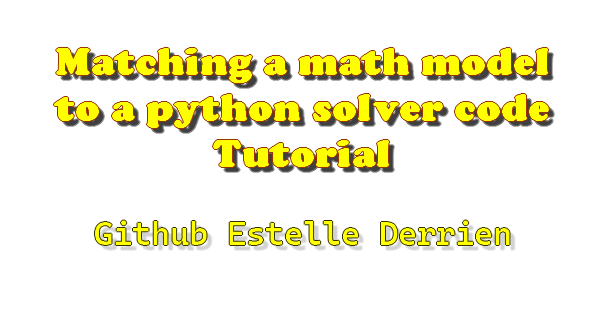 Matching a math model
to a python solver code
Tutorial
Github Estelle Derrien